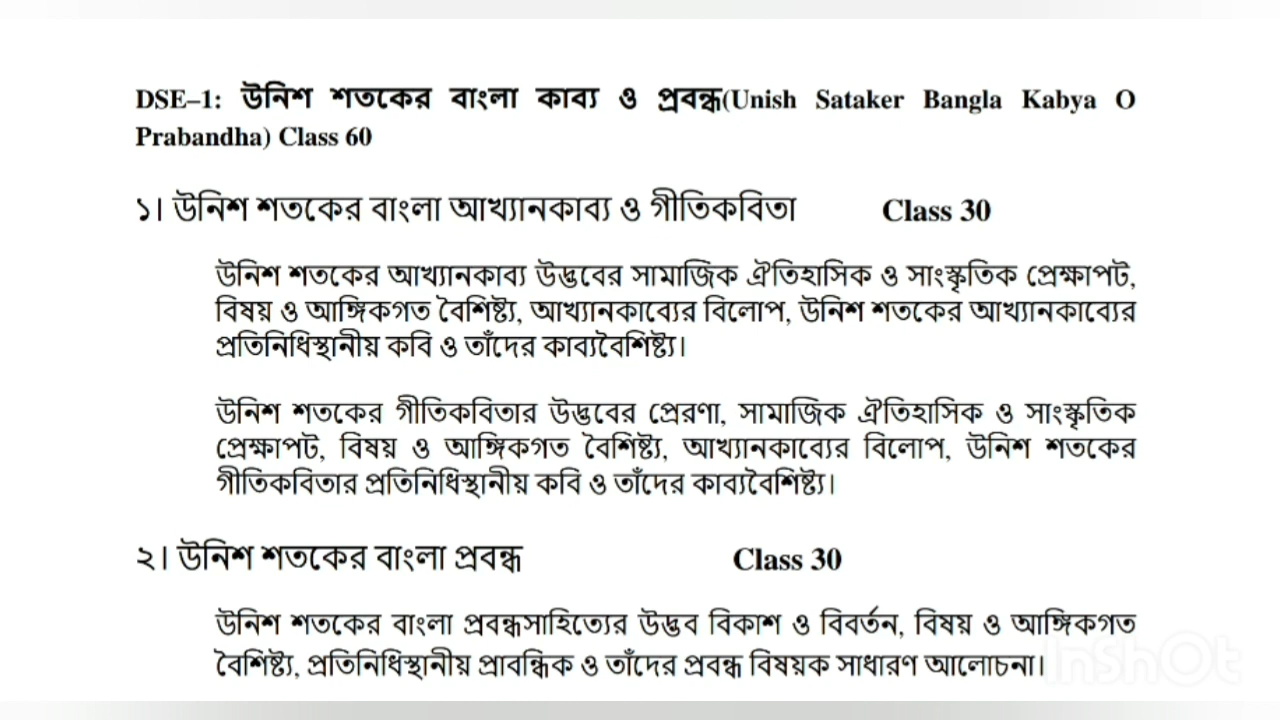 DSE–1: উনিশ শতকের বাংলা কাব্য ও প্রবন্ধ(Unish Sataker Bangla Kabya O
Prabandha) Class 60
১। উনিশ শতকের বাংলা আখ্যানকাব্য ও গীতিকবিতা Class 30
উনিশ শতকের আখ্যানকাব্য উদ্ভবের সামাজিক ঐতিহাসিক ও সাংস্কৃতিক প্রেক্ষাপট,
বিষয় ও আঙ্গিকগত বৈশিষ্ট্য, আখ্যানকাব্যের বিলোপ, উনিশ শতকের আখ্যানকাব্যের
প্রতিনিধিস্থানীয় কবি ও তাঁদের কাব্যবৈশিষ্ট্য।
উনিশ শতকের গীতিকবিতার উদ্ভবের প্রেরণা, সামাজিক ঐতিহাসিক ও সাংস্কৃতিক
প্রেক্ষাপট, বিষয় ও আঙ্গিকগত বৈশিষ্ট্য, আখ্যানকাব্যের বিলোপ, উনিশ শতকের
গীতিকবিতার প্রতিনিধিস্থানীয় কবি ও তাঁদের কাব্যবৈশিষ্ট্য।
২। উনিশ শতকের বাংলা প্রবন্ধ Class 30
উনিশ শতকের বাংলা প্রবন্ধসাহিত্যের উদ্ভব বিকাশ ও বিবর্তন, বিষয় ও আঙ্গিকগত
বৈশিষ্ট্য, প্রতিনিধিস্থানীয় প্রাবন্ধিক ও তাঁদের প্রবন্ধ বিষয়ক সাধারণ আলোচনা।
InShOt